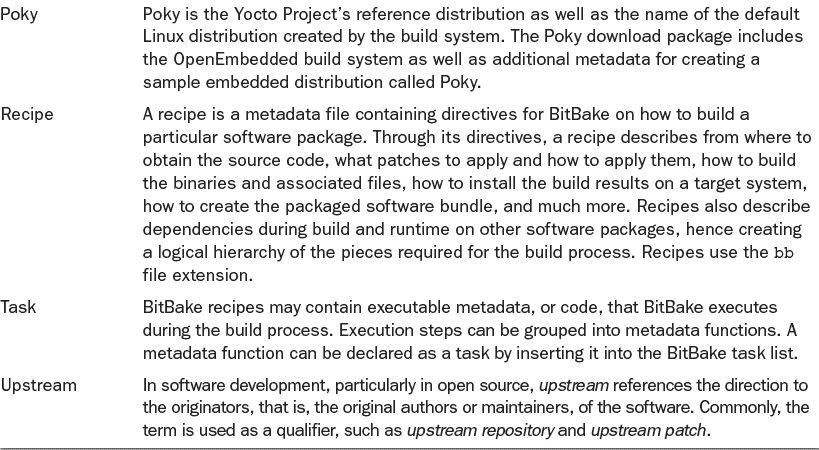 Poky Poky is the Yocto Project’s reference distribution as well as the name of the default
Linux distribution created by the build system. The Poky download package includes
the OpenEmbedded build system as well as additional metadata for creating a
sample embedded distribution called Poky.
Recipe A recipe is a metadata file containing directives for BitBake on how to build a
particular software package. Through its directives, a recipe describes from where to
obtain the source code, what patches to apply and how to apply them, how to build
the binaries and associated files, how to install the build results on a target system,
how to create the packaged software bundle, and much more. Recipes also describe
dependencies during build and runtime on other software packages, hence creating
a logical hierarchy of the pieces required for the build process. Recipes use the bb
file extension.
Task BitBake recipes may contain executable metadata, or code, that BitBake executes
during the build process. Execution steps can be grouped into metadata functions. A
metadata function can be declared as a task by inserting it into the BitBake task list.
Upstream In software development, particularly in open source, upstream references the direction to
the originators, that is, the original authors or maintainers, of the software. Commonly, the
term is used as a qualifier, such as upstream repository and upstream patch.